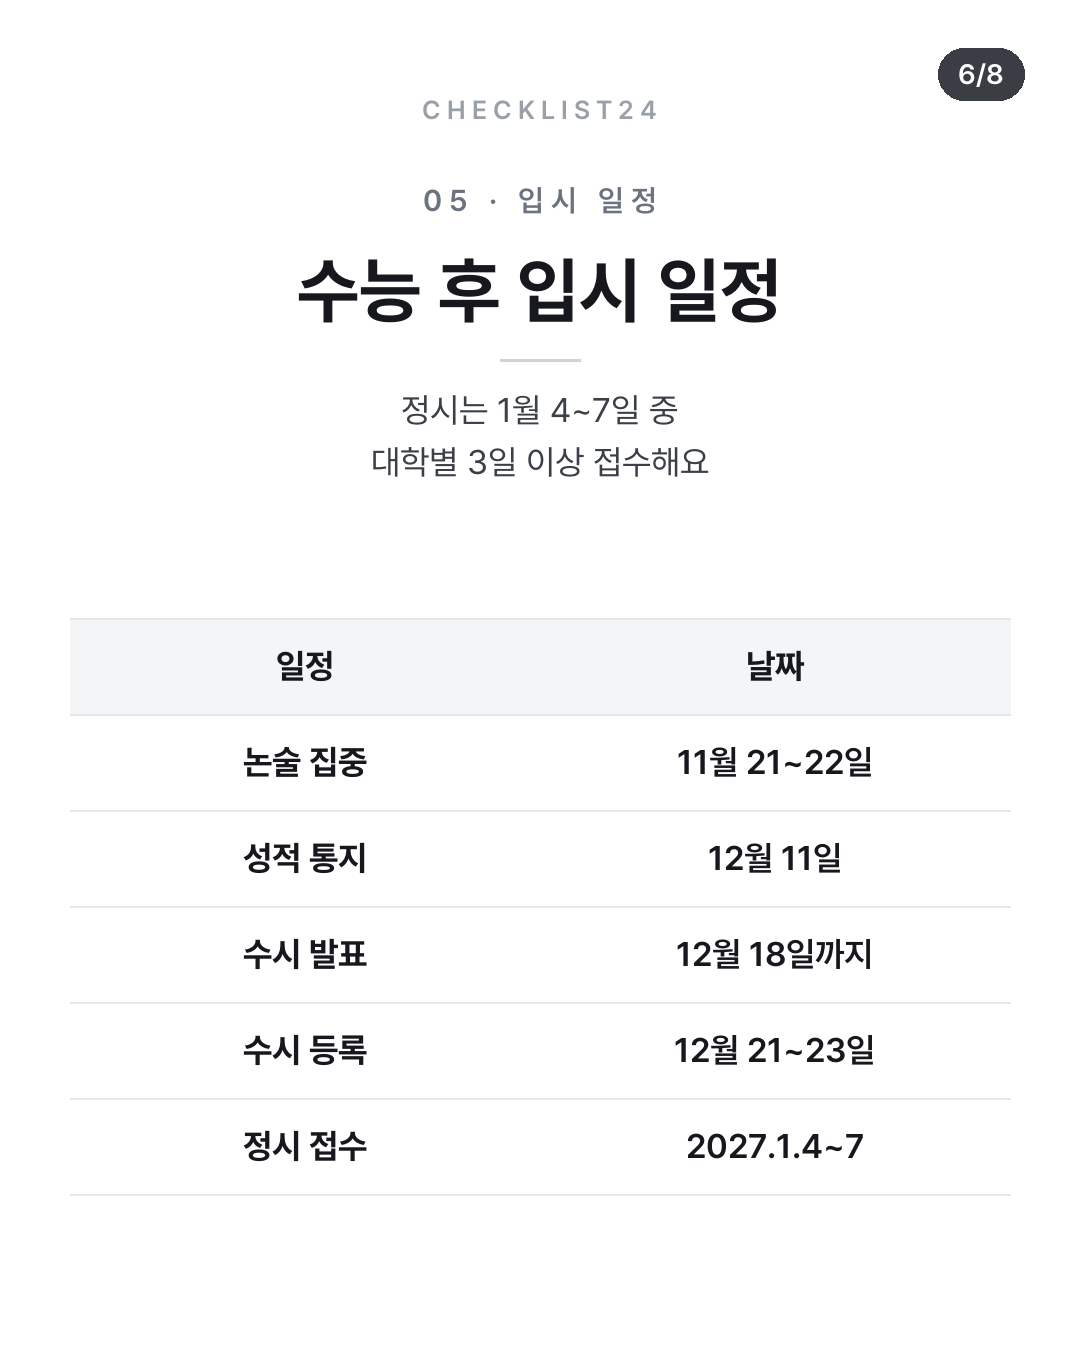 6/8
CHECKLIST24
05 · 입시 일정
수능 후 입시 일정
정시는 1월 4~7일 중
대학별 3일 이상 접수해요
일정 날짜
논술 집중 11월 21~22일
성적 통지 12월 11일
수시 발표 12월 18일까지
수시 등록 12월 21~23일
정시 접수 2027.1.4~7